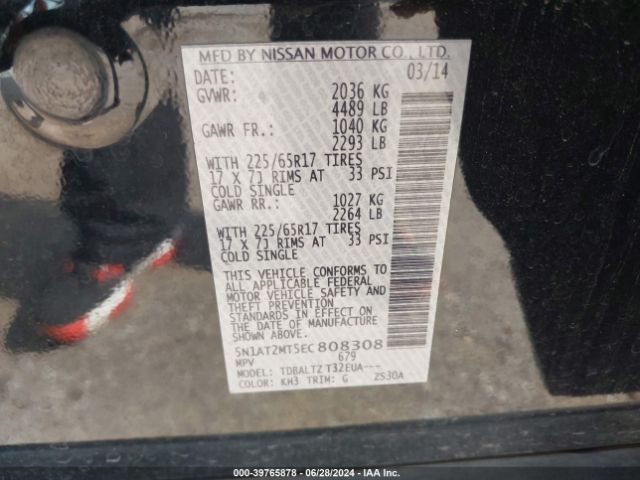 MFD BY NISSAN MOTOR CO., LTD.
DATE: 03/14
GVWR: 2036 KG
4489 LB
GAWR FR.: 1040 KG
2293 LB
WITH 225/65R17 TIRES
17 X 7J RIMS AT 33 PSI
COLD SINGLE
GAWR RR.: 1027 KG
2264 LB
WITH 225/65R17 TIRES
17 X 7J RIMS AT 33 PSI
COLD SINGLE
THIS VEHICLE CONFORMS TO
ALL APPLICABLE FEDERAL
MOTOR VEHICLE SAFETY AND
THEFT PREVENTION
STANDARDS IN EFFECT ON
THE DATE OF MANUFACTURE
5N1AT2MT5EC808308
MPV 679
MODEL: TDBALTZ T32EUA---
COLOR: KH3 TRIM: G ZS30A
000-39765878 | 06/28/2024 | IAA Inc.